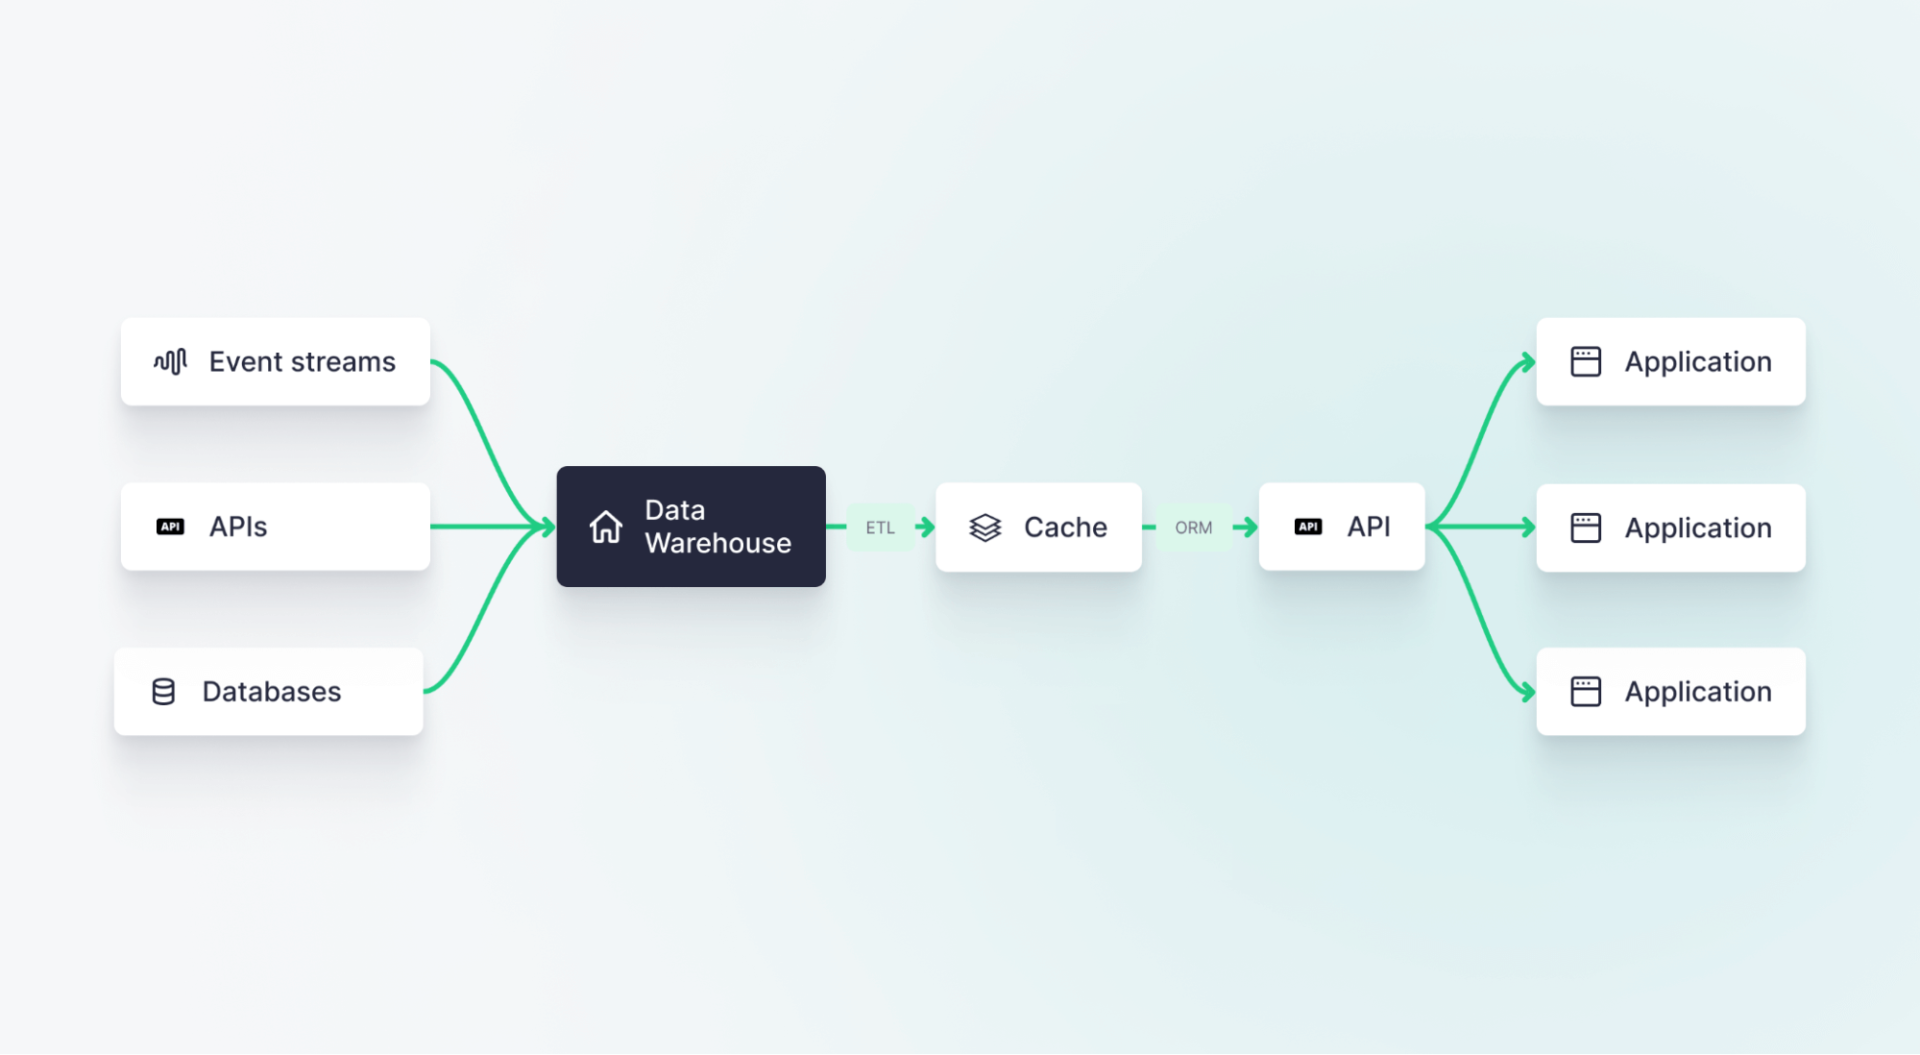 Event streams
API
APIs
Databases
Data
Warehouse
ETL
Cache
ORM
API
API
Application
Application
Application